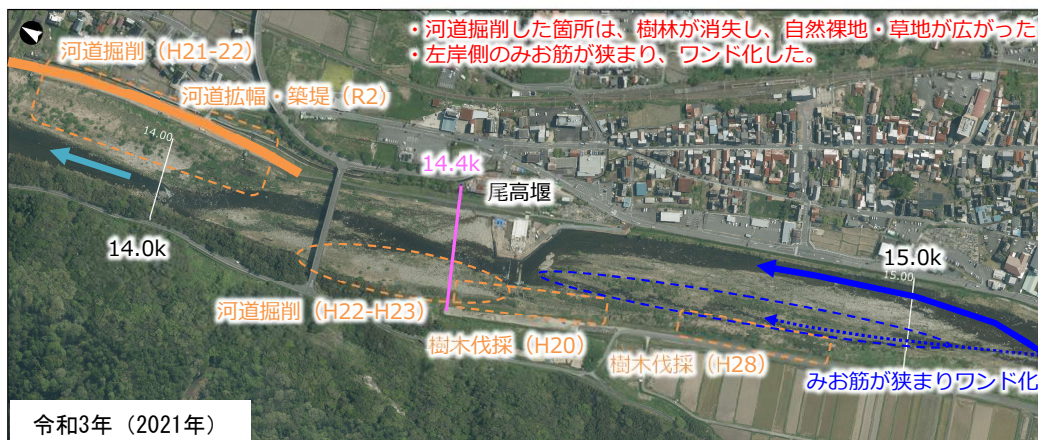 ・河道掘削した箇所は、樹林が消失し、自然裸地・草地が広がった
・左岸側のみお筋が狭まり、ワンド化した。
河道掘削（H21-22）
河道拡幅・築堤（R2）
14.00
14.4k
尾高堰
14.0k
15.0k
15.00
河道掘削（H22-H23）
樹木伐採（H20）
樹木伐採（H28）
みお筋が狭まりワンド化
令和3年（2021年）